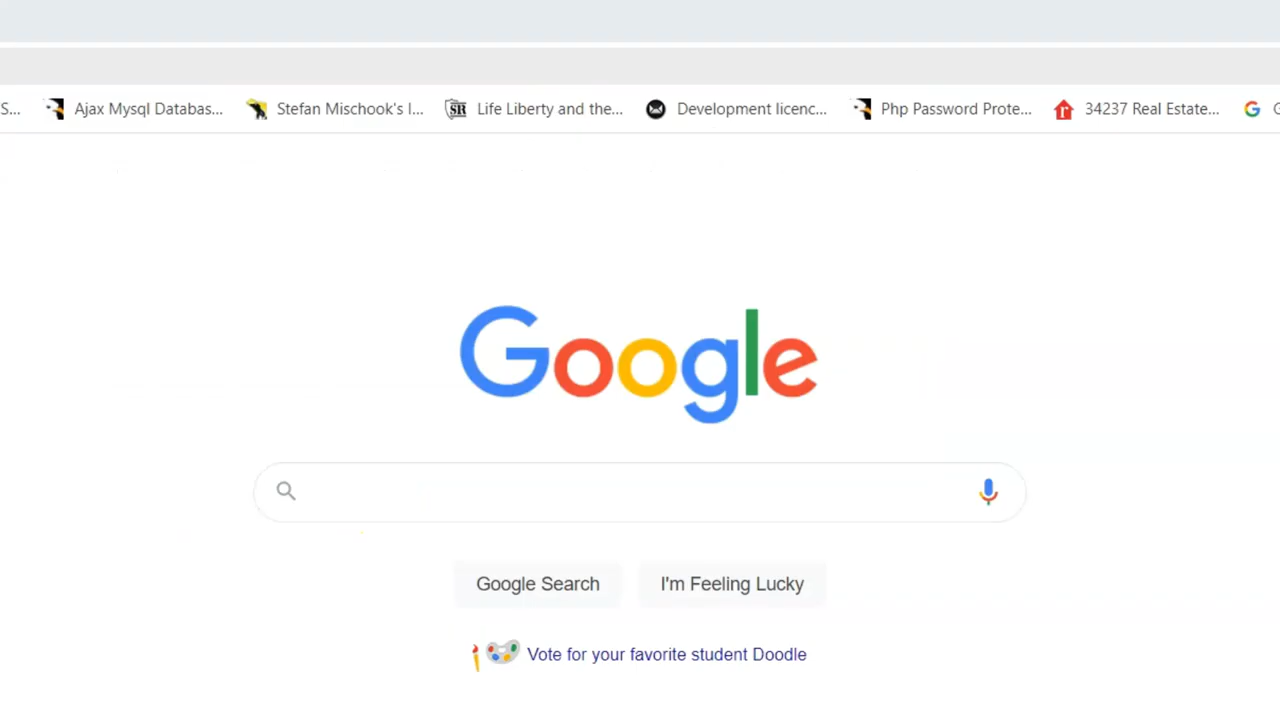 S... Ajax Mysql Databas... Stefan Mischook's I... SR Life Liberty and the... Development licenc... Php Password Prote... r 34237 Real Estate... G G
Google
Google Search I'm Feeling Lucky
Vote for your favorite student Doodle